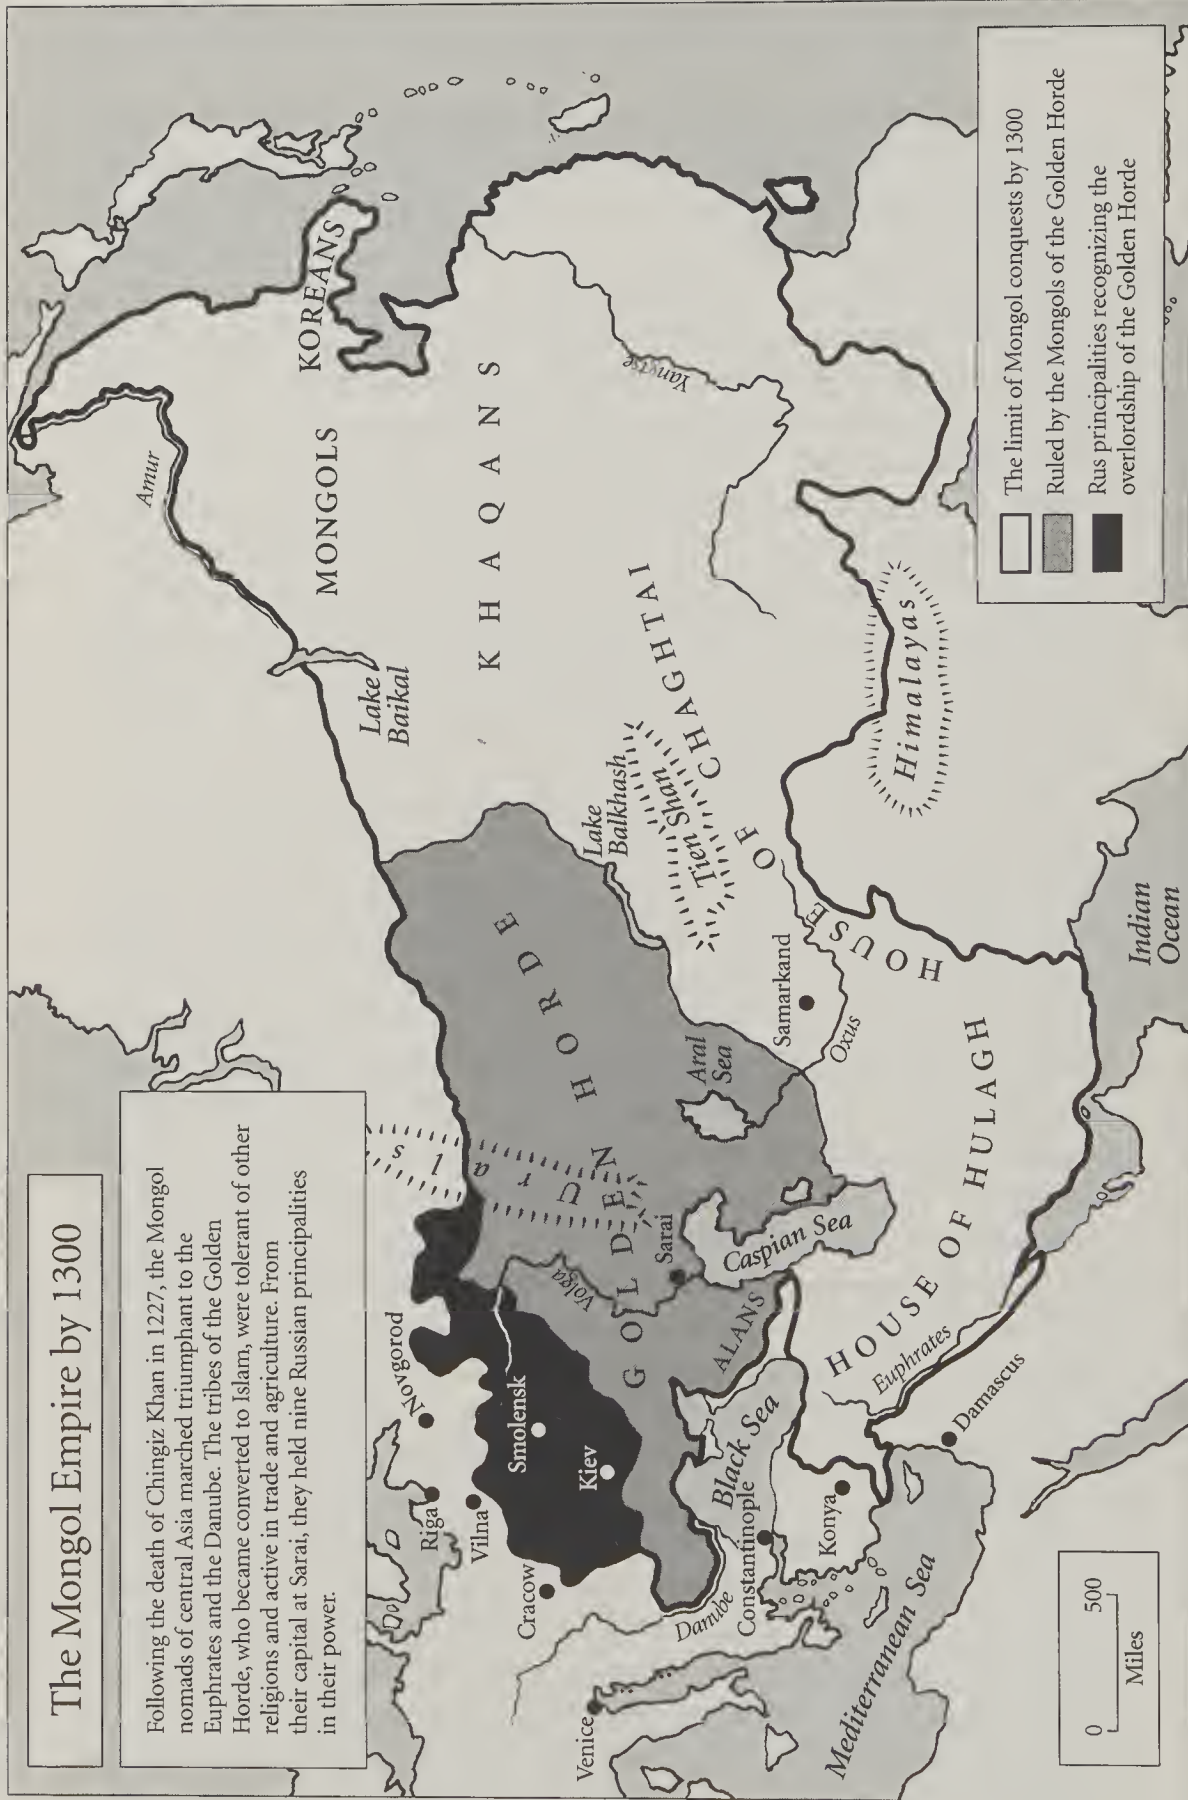 The Mongol Empire by 1300
Following the death of Chingiz Khan in 1227, the Mongol
nomads of central Asia marched triumphant to the
Euphrates and the Danube. The tribes of the Golden
Horde, who became converted to Islam, were tolerant of other
religions and active in trade and agriculture. From
their capital at Sarai, they held nine Russian principalities
in their power.
Amur
MONGOLS
KOREANS
KHAQANS
Lake
Baikal
Yangtse
Urals
GOLDEN HORDE
Lake
Balkhash
Tien Shan
HOUSE OF CHAGHTAI
Himalayas
Novgorod
Riga
Vilna
Smolensk
Kiev
Cracow
Volga
Sarai
Aral
Sea
Samarkand
Oxus
Caspian Sea
ALANS
Black Sea
Danube
Venice
Constantinople
Konya
HOUSE OF HULAGH
Euphrates
Damascus
Mediterranean Sea
Indian
Ocean
0 500
Miles
The limit of Mongol conquests by 1300
Ruled by the Mongols of the Golden Horde
Rus principalities recognizing the
overlordship of the Golden Horde